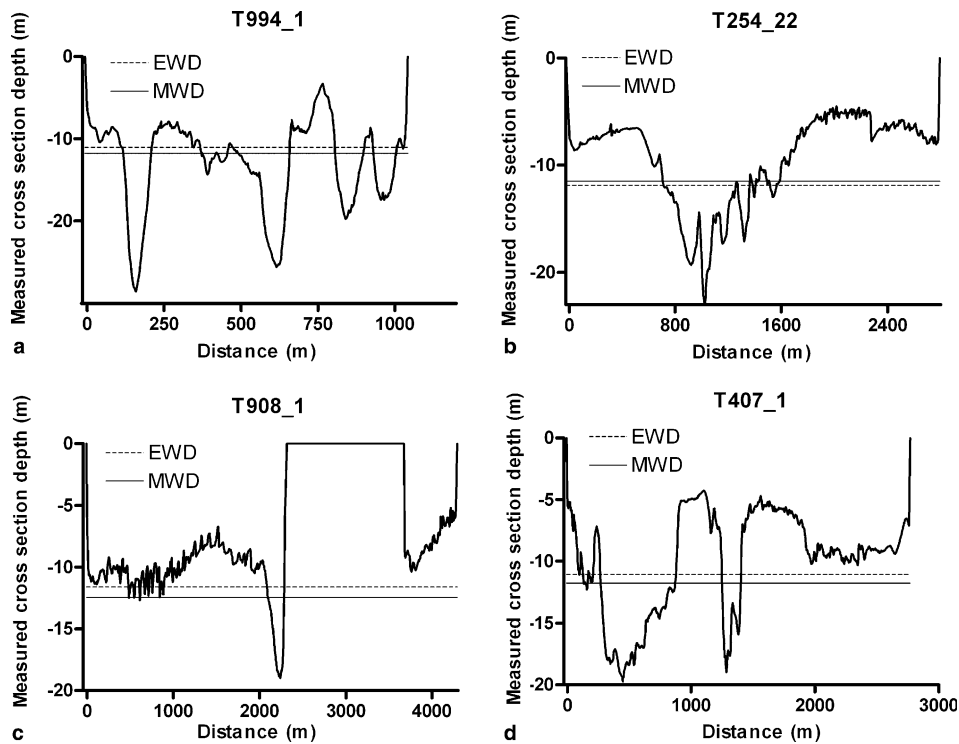 T994_1
Measured cross section depth (m)
0
-10
-20
EWD
MWD
0
250
500
750
1000
Distance (m)
a
T254_22
Measured cross section depth (m)
0
-10
-20
MWD
EWD
0
800
1600
2400
Distance (m)
b
T908_1
Measured cross section depth (m)
0
-5
-10
-15
-20
EWD
MWD
0
1000
2000
3000
4000
Distance (m)
c
T407_1
Measured cross section depth (m)
0
-5
-10
-15
-20
EWD
MWD
0
1000
2000
3000
Distance (m)
d